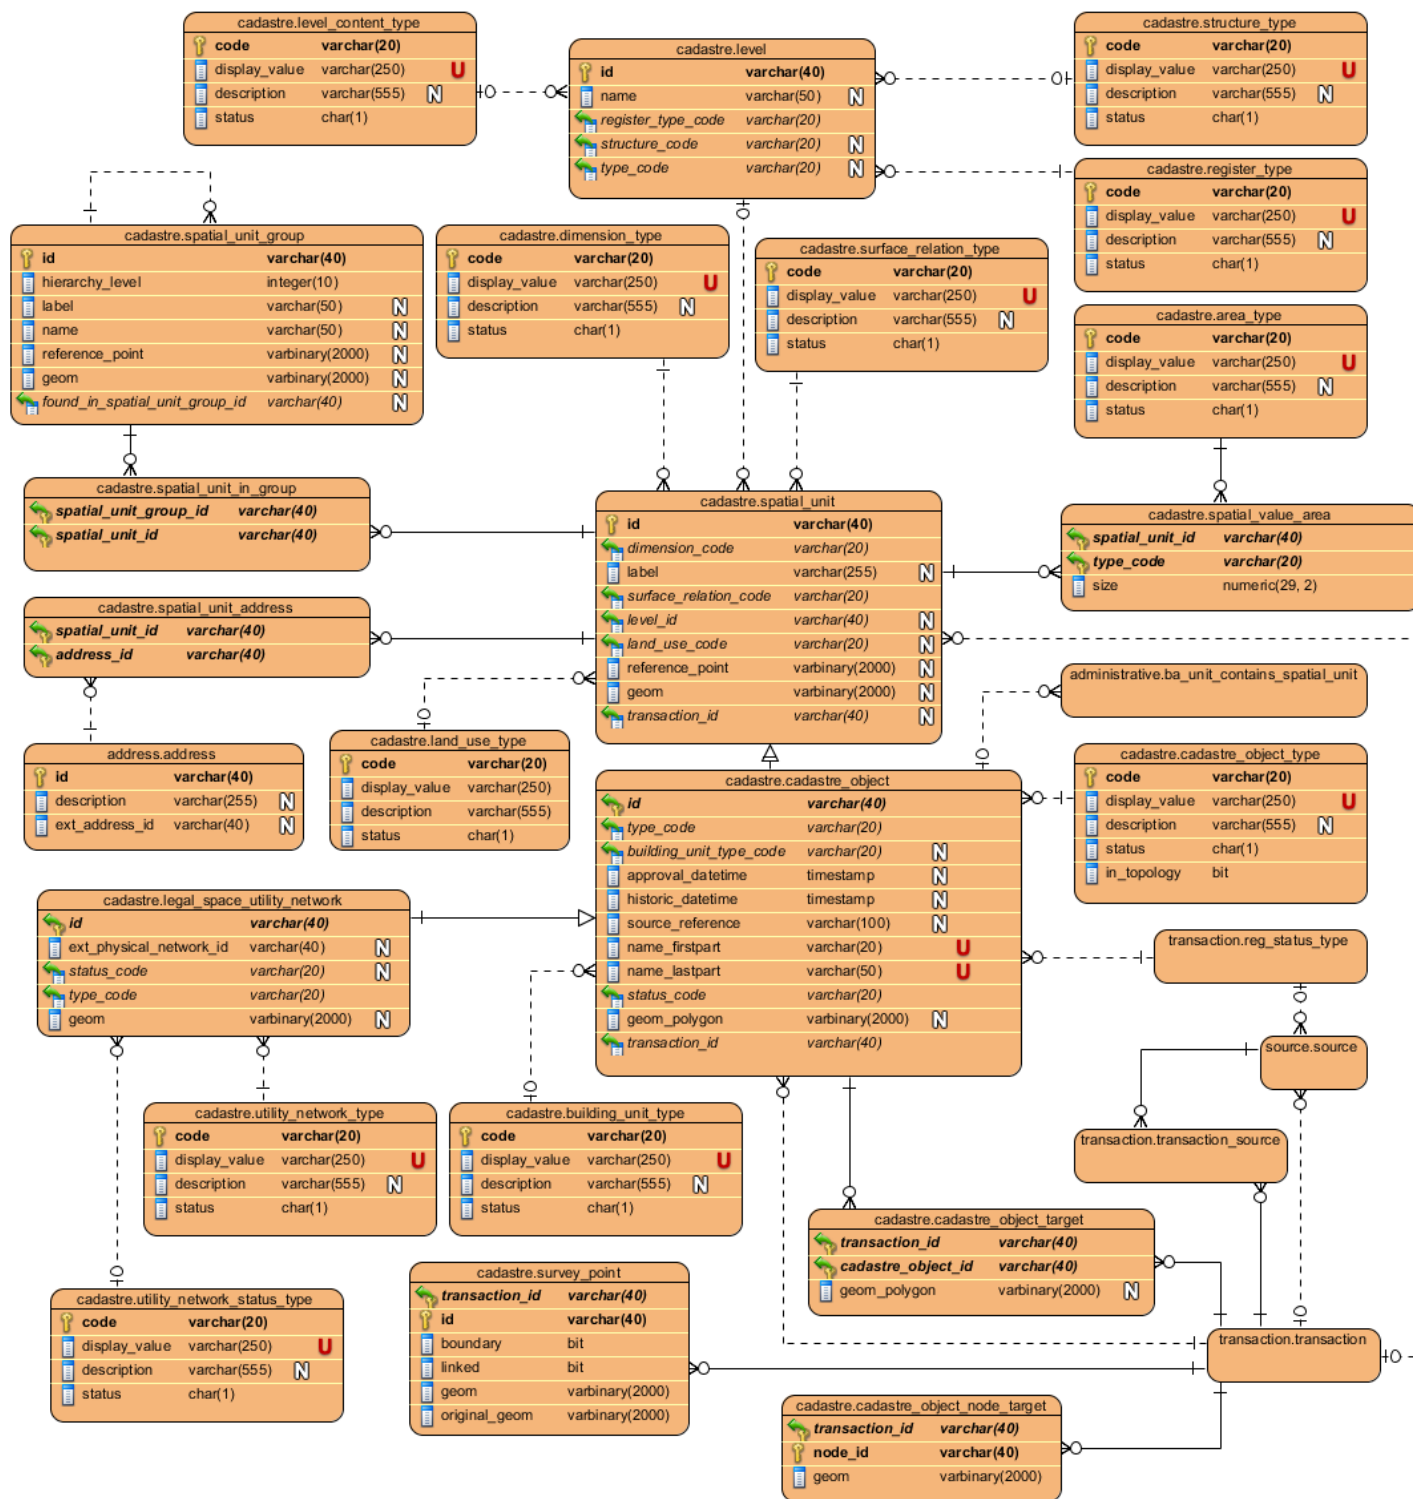 cadastre.level_content_type
code varchar(20)
display_value varchar(250) U
description varchar(555) N
status char(1)
cadastre.level
id varchar(40)
name varchar(50) N
register_type_code varchar(20)
structure_code varchar(20) N
type_code varchar(20) N
cadastre.structure_type
code varchar(20)
display_value varchar(250) U
description varchar(555) N
status char(1)
cadastre.register_type
code varchar(20)
display_value varchar(250) U
description varchar(555) N
status char(1)
cadastre.spatial_unit_group
id varchar(40)
hierarchy_level integer(10)
label varchar(50) N
name varchar(50) N
reference_point varbinary(2000) N
geom varbinary(2000) N
found_in_spatial_unit_group_id varchar(40) N
cadastre.dimension_type
code varchar(20)
display_value varchar(250) U
description varchar(555) N
status char(1)
cadastre.surface_relation_type
code varchar(20)
display_value varchar(250) U
description varchar(555) N
status char(1)
cadastre.area_type
code varchar(20)
display_value varchar(250) U
description varchar(555) N
status char(1)
cadastre.spatial_unit_in_group
spatial_unit_group_id varchar(40)
spatial_unit_id varchar(40)
cadastre.spatial_unit
id varchar(40)
dimension_code varchar(20)
label varchar(255) N
surface_relation_code varchar(20)
level_id varchar(40) N
land_use_code varchar(20) N
reference_point varbinary(2000) N
geom varbinary(2000) N
transaction_id varchar(40) N
cadastre.spatial_value_area
spatial_unit_id varchar(40)
type_code varchar(20)
size numeric(29, 2)
cadastre.spatial_unit_address
spatial_unit_id varchar(40)
address_id varchar(40)
administrative.ba_unit_contains_spatial_unit
address.address
id varchar(40)
description varchar(255) N
ext_address_id varchar(40) N
cadastre.land_use_type
code varchar(20)
display_value varchar(250)
description varchar(555)
status char(1)
cadastre.cadastre_object
id varchar(40)
type_code varchar(20)
building_unit_type_code varchar(20) N
approval_datetime timestamp N
historic_datetime timestamp N
source_reference varchar(100) N
name_firstpart varchar(20) U
name_lastpart varchar(50) U
status_code varchar(20)
geom_polygon varbinary(2000) N
transaction_id varchar(40)
cadastre.cadastre_object_type
code varchar(20)
display_value varchar(250) U
description varchar(555) N
status char(1)
in_topology bit
cadastre.legal_space_utility_network
id varchar(40)
ext_physical_network_id varchar(40) N
status_code varchar(20) N
type_code varchar(20)
geom varbinary(2000) N
transaction.reg_status_type
source.source
transaction.transaction_source
cadastre.utility_network_type
code varchar(20)
display_value varchar(250) U
description varchar(555) N
status char(1)
cadastre.building_unit_type
code varchar(20)
display_value varchar(250) U
description varchar(555) N
status char(1)
cadastre.cadastre_object_target
transaction_id varchar(40)
cadastre_object_id varchar(40)
geom_polygon varbinary(2000) N
cadastre.survey_point
transaction_id varchar(40)
id varchar(40)
boundary bit
linked bit
geom varbinary(2000)
original_geom varbinary(2000)
cadastre.utility_network_status_type
code varchar(20)
display_value varchar(250) U
description varchar(555) N
status char(1)
transaction.transaction
cadastre.cadastre_object_node_target
transaction_id varchar(40)
node_id varchar(40)
geom varbinary(2000)